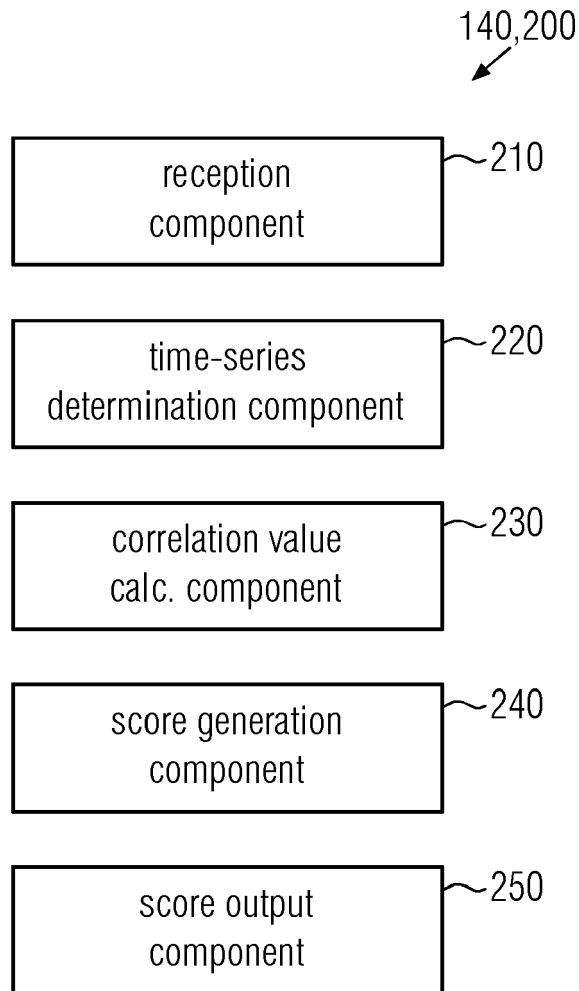 140,200
reception
component
210
time-series
determination component
220
correlation value
calc. component
230
score generation
component
240
score output
component
250